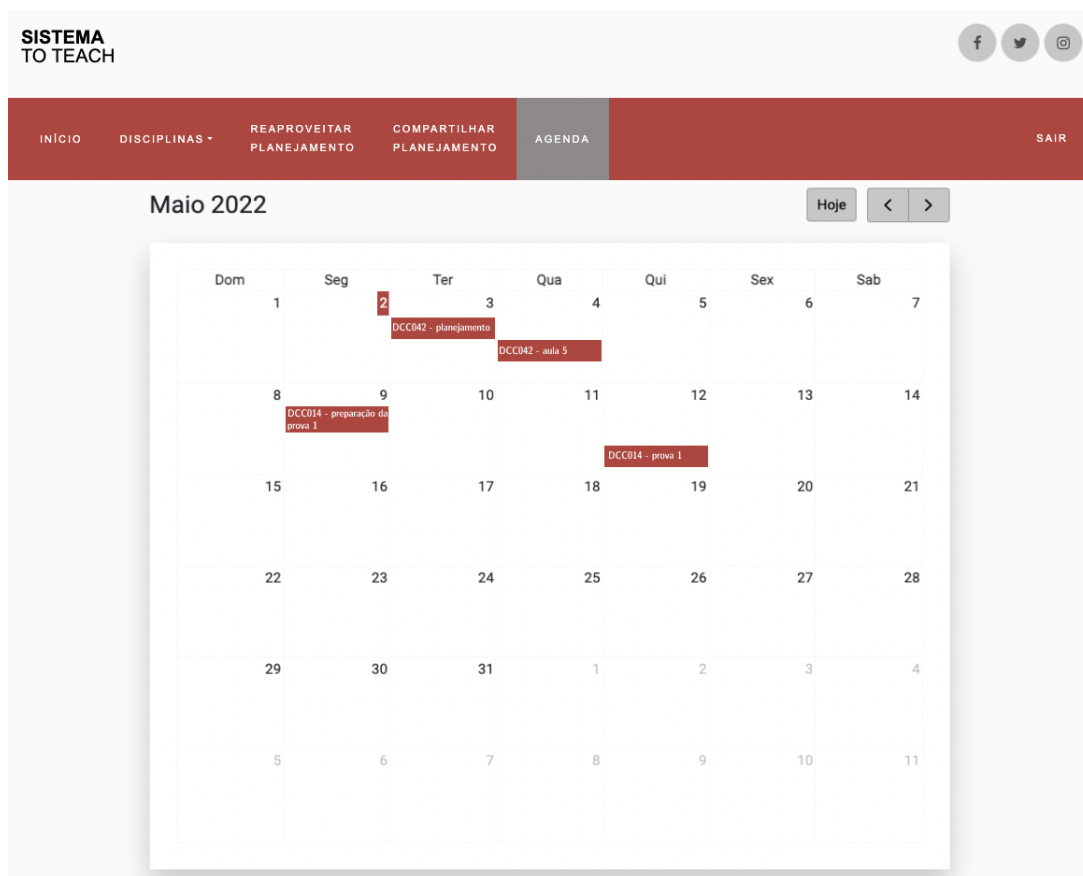 SISTEMA
TO TEACH
INÍCIO
DISCIPLINAS
REAPROVEITAR
PLANEJAMENTO
COMPARTILHAR
PLANEJAMENTO
AGENDA
SAIR
Maio 2022
Hoje
Dom Seg Ter Qua Qui Sex Sab
1 2 3 4 5 6 7
DCC042 - planejamento
DCC042 - aula 5
8 9 10 11 12 13 14
DCC014 - preparação da
prova 1
DCC014 - prova 1
15 16 17 18 19 20 21
22 23 24 25 26 27 28
29 30 31 1 2 3 4
5 6 7 8 9 10 11